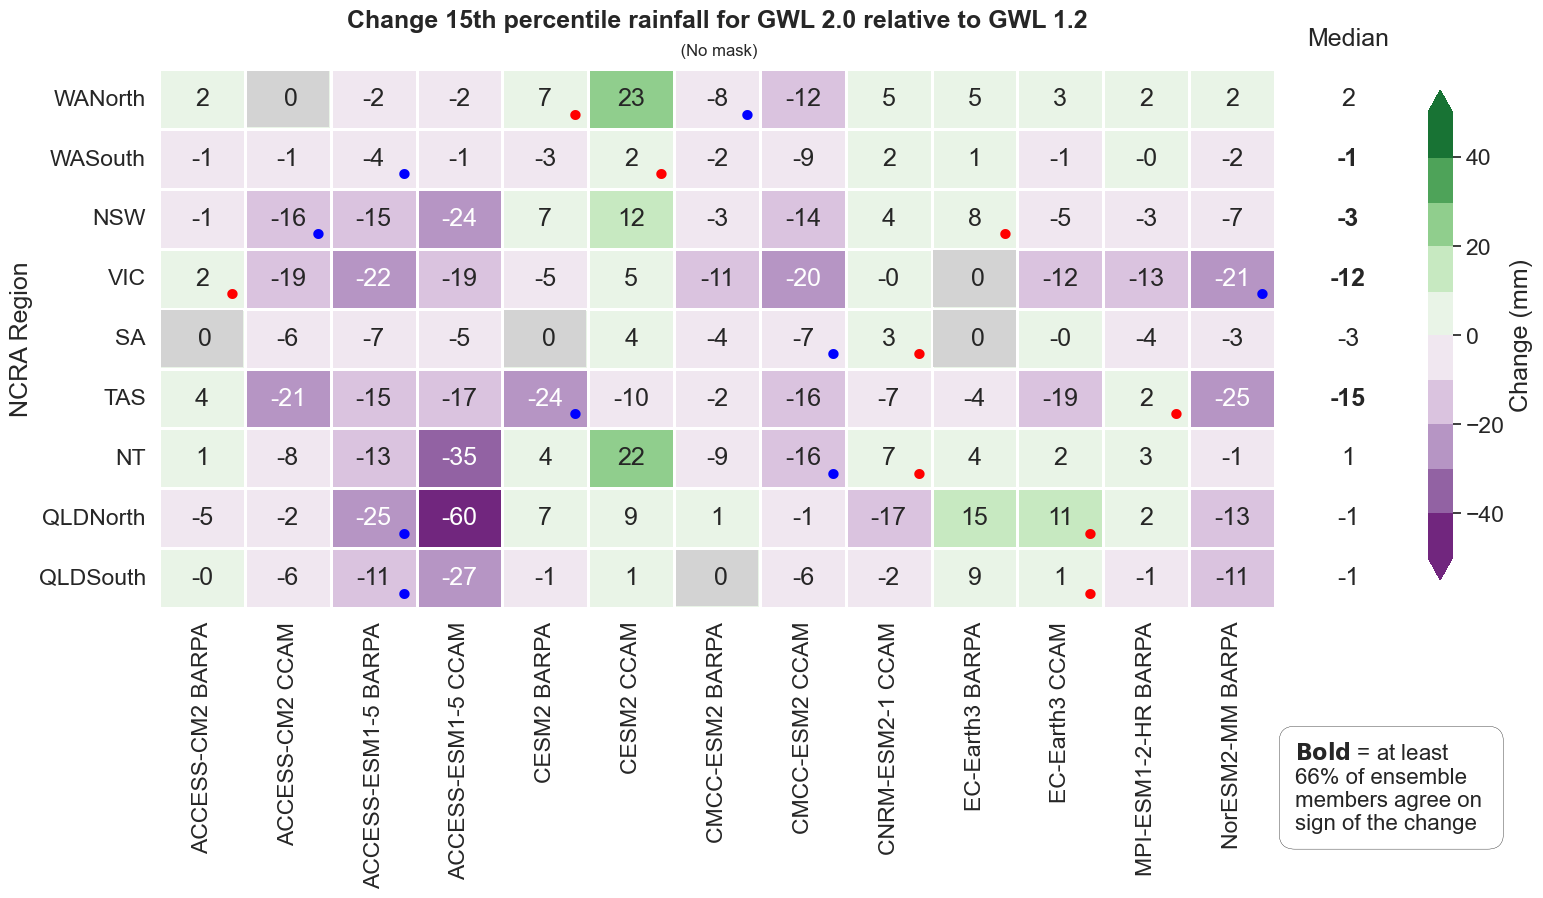 Change 15th percentile rainfall for GWL 2.0 relative to GWL 1.2
(No mask)
Median
WANorth 2 0 -2 -2 7 23 -8 -12 5 5 3 2 2 2
WASouth -1 -1 -4 -1 -3 2 -2 -9 2 1 -1 -0 -2 -1
NSW -1 -16 -15 -24 7 12 -3 -14 4 8 -5 -3 -7 -3
VIC 2 -19 -22 -19 -5 5 -11 -20 -0 0 -12 -13 -21 -12
SA 0 -6 -7 -5 0 4 -4 -7 3 0 -0 -4 -3 -3
TAS 4 -21 -15 -17 -24 -10 -2 -16 -7 -4 -19 2 -25 -15
NT 1 -8 -13 -35 4 22 -9 -16 7 4 2 3 -1 1
QLDNorth -5 -2 -25 -60 7 9 1 -1 -17 15 11 2 -13 -1
QLDSouth -0 -6 -11 -27 -1 1 0 -6 -2 9 1 -1 -11 -1
NCRA Region
ACCESS-CM2 BARPA
ACCESS-CM2 CCAM
ACCESS-ESM1-5 BARPA
ACCESS-ESM1-5 CCAM
CESM2 BARPA
CESM2 CCAM
CMCC-ESM2 BARPA
CMCC-ESM2 CCAM
CNRM-ESM2-1 CCAM
EC-Earth3 BARPA
EC-Earth3 CCAM
MPI-ESM1-2-HR BARPA
NorESM2-MM BARPA
40
20
0
−20
−40
Change (mm)
Bold = at least
66% of ensemble
members agree on
sign of the change